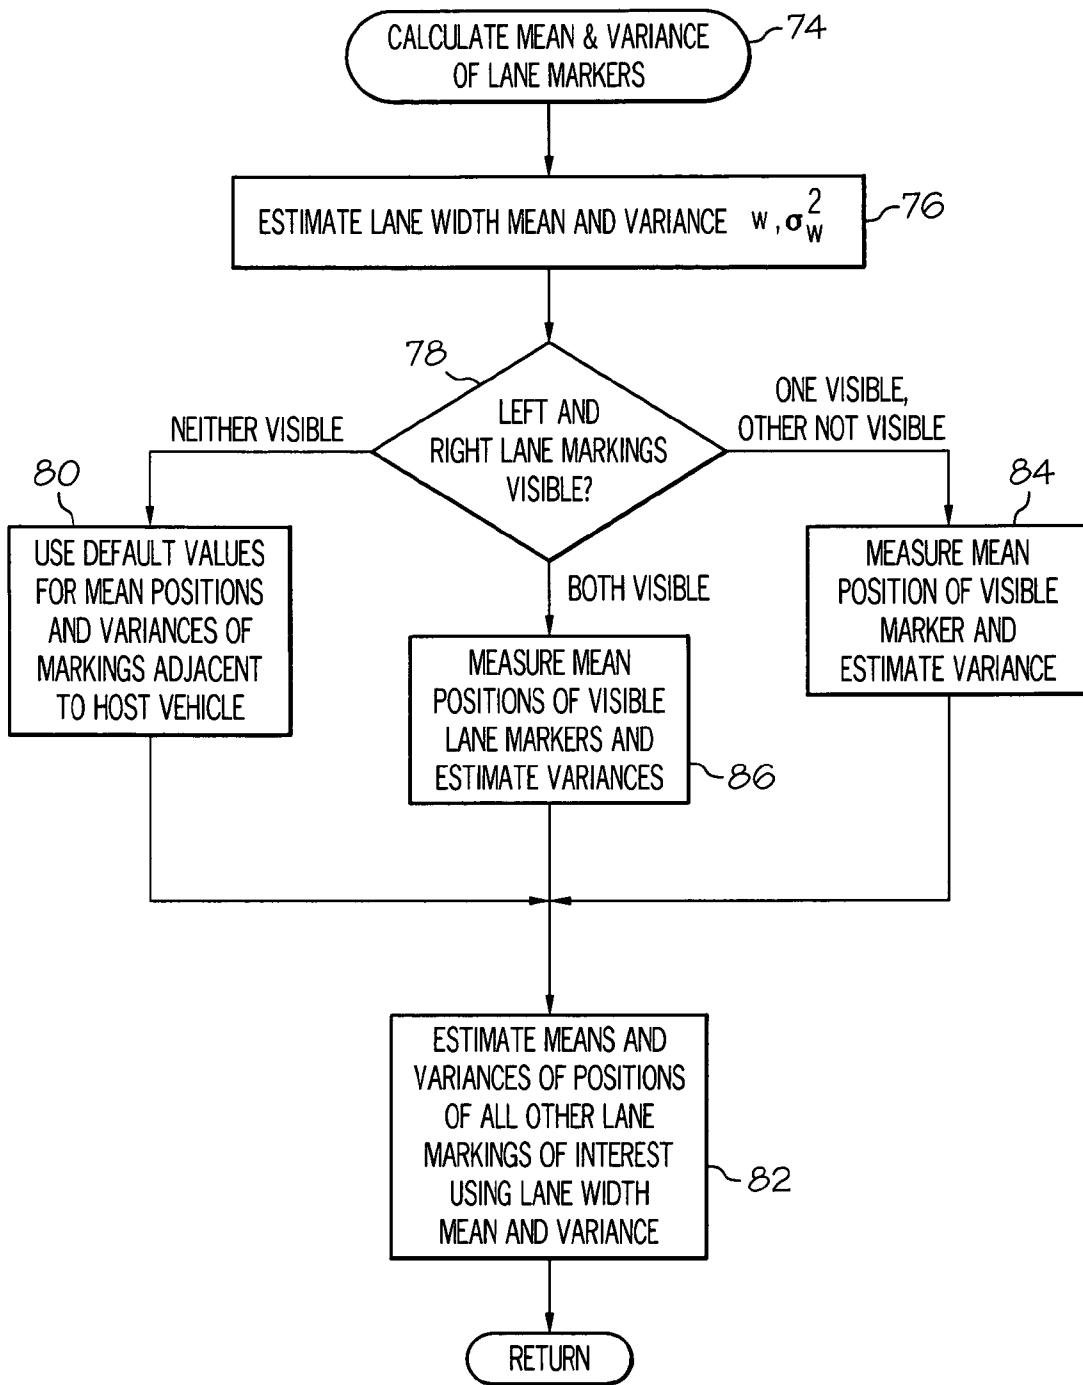 CALCULATE MEAN & VARIANCE
OF LANE MARKERS
74
ESTIMATE LANE WIDTH MEAN AND VARIANCE w, σ_w^2
76
78
LEFT AND
RIGHT LANE MARKINGS
VISIBLE?
NEITHER VISIBLE
ONE VISIBLE,
OTHER NOT VISIBLE
BOTH VISIBLE
80
USE DEFAULT VALUES
FOR MEAN POSITIONS
AND VARIANCES OF
MARKINGS ADJACENT
TO HOST VEHICLE
MEASURE MEAN
POSITIONS OF VISIBLE
LANE MARKERS AND
ESTIMATE VARIANCES
86
84
MEASURE MEAN
POSITION OF VISIBLE
MARKER AND
ESTIMATE VARIANCE
ESTIMATE MEANS AND
VARIANCES OF POSITIONS
OF ALL OTHER LANE
MARKINGS OF INTEREST
USING LANE WIDTH
MEAN AND VARIANCE
82
RETURN